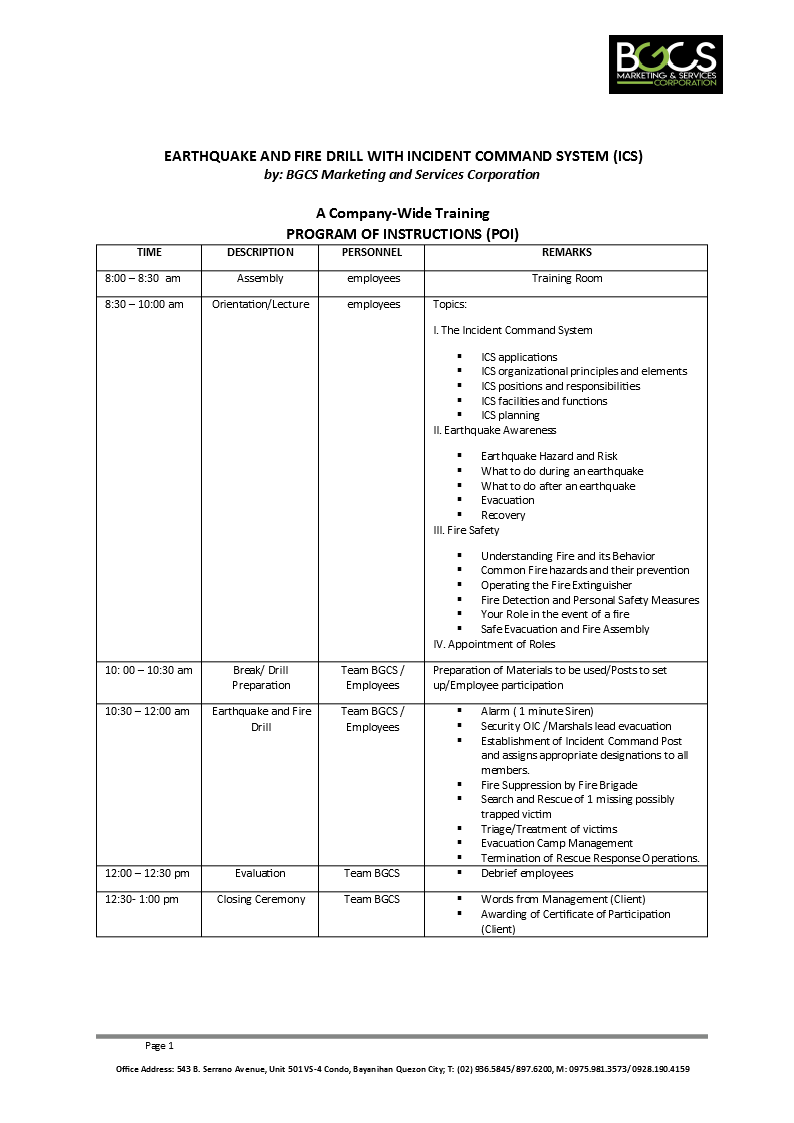 BGCS
MARKETING & SERVICES
CORPORATION
EARTHQUAKE AND FIRE DRILL WITH INCIDENT COMMAND SYSTEM (ICS)
by: BGCS Marketing and Services Corporation
A Company-Wide Training
PROGRAM OF INSTRUCTIONS (POI)
TIME DESCRIPTION PERSONNEL REMARKS
8:00 – 8:30 am Assembly employees Training Room
8:30 – 10:00 am Orientation/Lecture employees Topics:
I. The Incident Command System
▪ ICS applications
▪ ICS organizational principles and elements
▪ ICS positions and responsibilities
▪ ICS facilities and functions
▪ ICS planning
II. Earthquake Awareness
▪ Earthquake Hazard and Risk
▪ What to do during an earthquake
▪ What to do after an earthquake
▪ Evacuation
▪ Recovery
III. Fire Safety
▪ Understanding Fire and its Behavior
▪ Common Fire hazards and their prevention
▪ Operating the Fire Extinguisher
▪ Fire Detection and Personal Safety Measures
▪ Your Role in the event of a fire
▪ Safe Evacuation and Fire Assembly
IV. Appointment of Roles
10: 00 – 10:30 am Break/ Drill Team BGCS / Preparation of Materials to be used/Posts to set
Preparation Employees up/Employee participation
10:30 – 12:00 am Earthquake and Fire Team BGCS / ▪ Alarm ( 1 minute Siren)
Drill Employees ▪ Security OIC /Marshals lead evacuation
▪ Establishment of Incident Command Post
and assigns appropriate designations to all
members.
▪ Fire Suppression by Fire Brigade
▪ Search and Rescue of 1 missing possibly
trapped victim
▪ Triage/Treatment of victims
▪ Evacuation Camp Management
▪ Termination of Rescue Response Operations.
12:00 – 12:30 pm Evaluation Team BGCS ▪ Debrief employees
12:30- 1:00 pm Closing Ceremony Team BGCS ▪ Words from Management (Client)
▪ Awarding of Certificate of Participation
(Client)
Page 1
Office Address: 543 B. Serrano Avenue, Unit 501 VS-4 Condo, Bayanihan Quezon City; T: (02) 936.5845/ 897.6200, M: 0975.981.3573/ 0928.190.4159